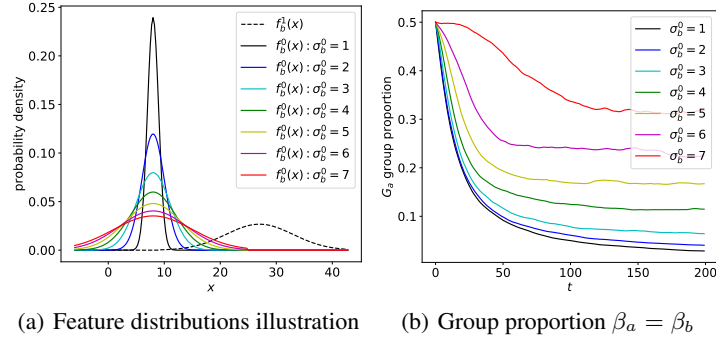 0.25
0.20
0.15
0.10
0.05
0.00
probability density
0
10
20
30
40
x
f_b^1(x)
f_b^0(x) : σ_b^0 = 1
f_b^0(x) : σ_b^0 = 2
f_b^0(x) : σ_b^0 = 3
f_b^0(x) : σ_b^0 = 4
f_b^0(x) : σ_b^0 = 5
f_b^0(x) : σ_b^0 = 6
f_b^0(x) : σ_b^0 = 7
(a) Feature distributions illustration
0.5
0.4
0.3
0.2
0.1
G_a group proportion
0
50
100
150
200
t
σ_b^0 = 1
σ_b^0 = 2
σ_b^0 = 3
σ_b^0 = 4
σ_b^0 = 5
σ_b^0 = 6
σ_b^0 = 7
(b) Group proportion β_a = β_b